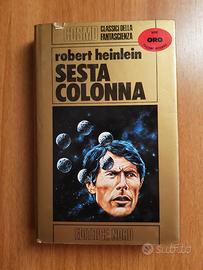 COSMO
CLASSICI DELLA
FANTASCIENZA
ORO
robert heinlein
SESTA
COLONNA
EDITRICE NORD
subito